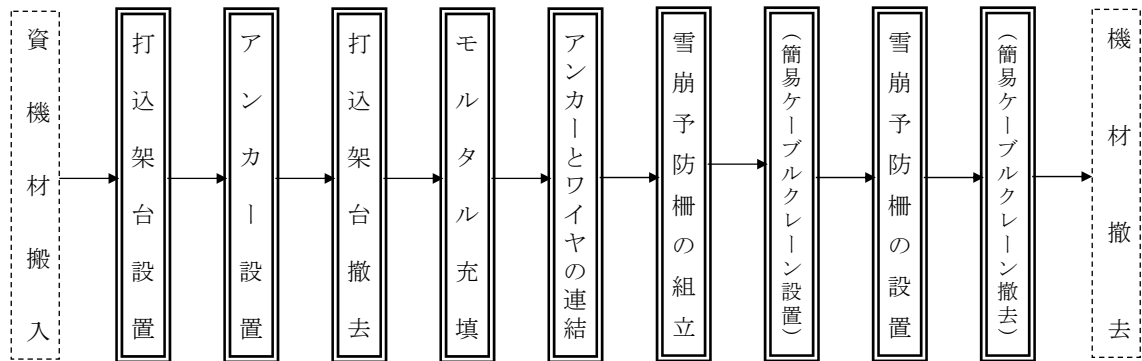 資機材搬入
打込架台設置
アンカー設置
打込架台撤去
モルタル充填
アンカーとワイヤの連結
雪崩予防柵の組立
（簡易ケーブルクレーン設置）
雪崩予防柵の設置
（簡易ケーブルクレーン撤去）
機材撤去